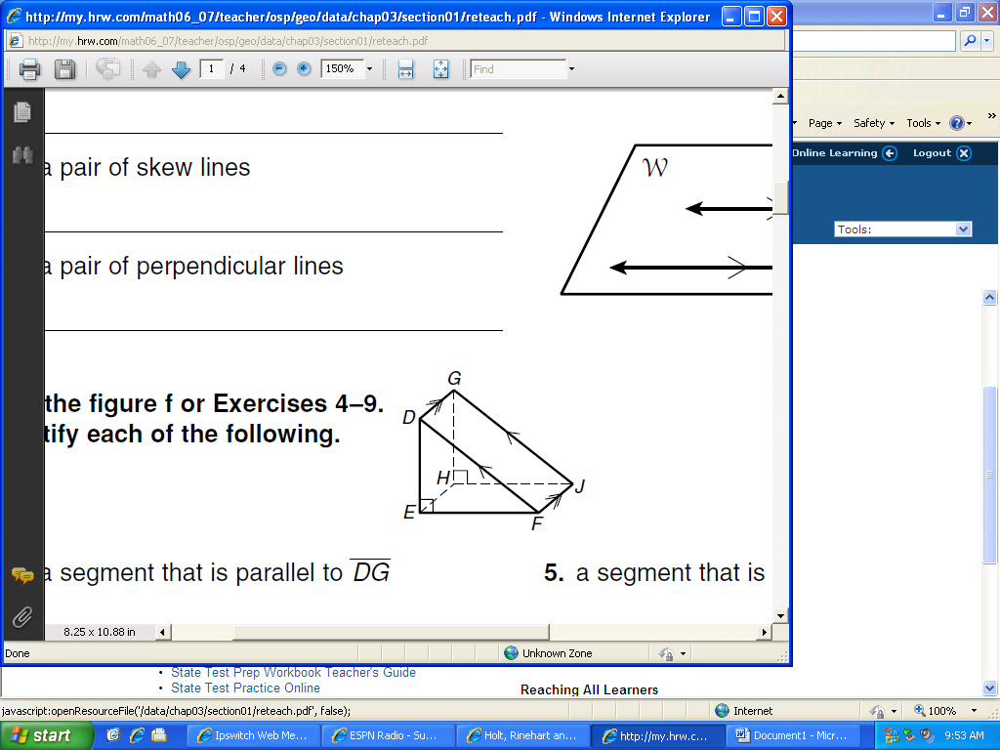 http://my.hrw.com/math06_07/teacher/osp/geo/data/chap03/section01/reteach.pdf - Windows Internet Explorer
http://my.hrw.com/math06_07/teacher/osp/geo/data/chap03/section01/reteach.pdf
1 / 4 150% Find
Page Safety Tools ? »
Online Learning Logout
Tools:
a pair of skew lines
W
a pair of perpendicular lines
the figure f or Exercises 4–9.
tify each of the following.
G
D
H
J
E
F
a segment that is parallel to DG
5. a segment that is
8.25 x 10.88 in
Done
Unknown Zone
• State Test Prep Workbook Teacher's Guide
• State Test Practice Online
Reaching All Learners
javascript:openResourceFile('/data/chap03/section01/reteach.pdf', false);
Internet
100%
start
Ipswitch Web Me...
ESPN Radio - Su...
Holt, Rinehart an...
http://my.hrw.c...
Document1 - Micr...
9:53 AM